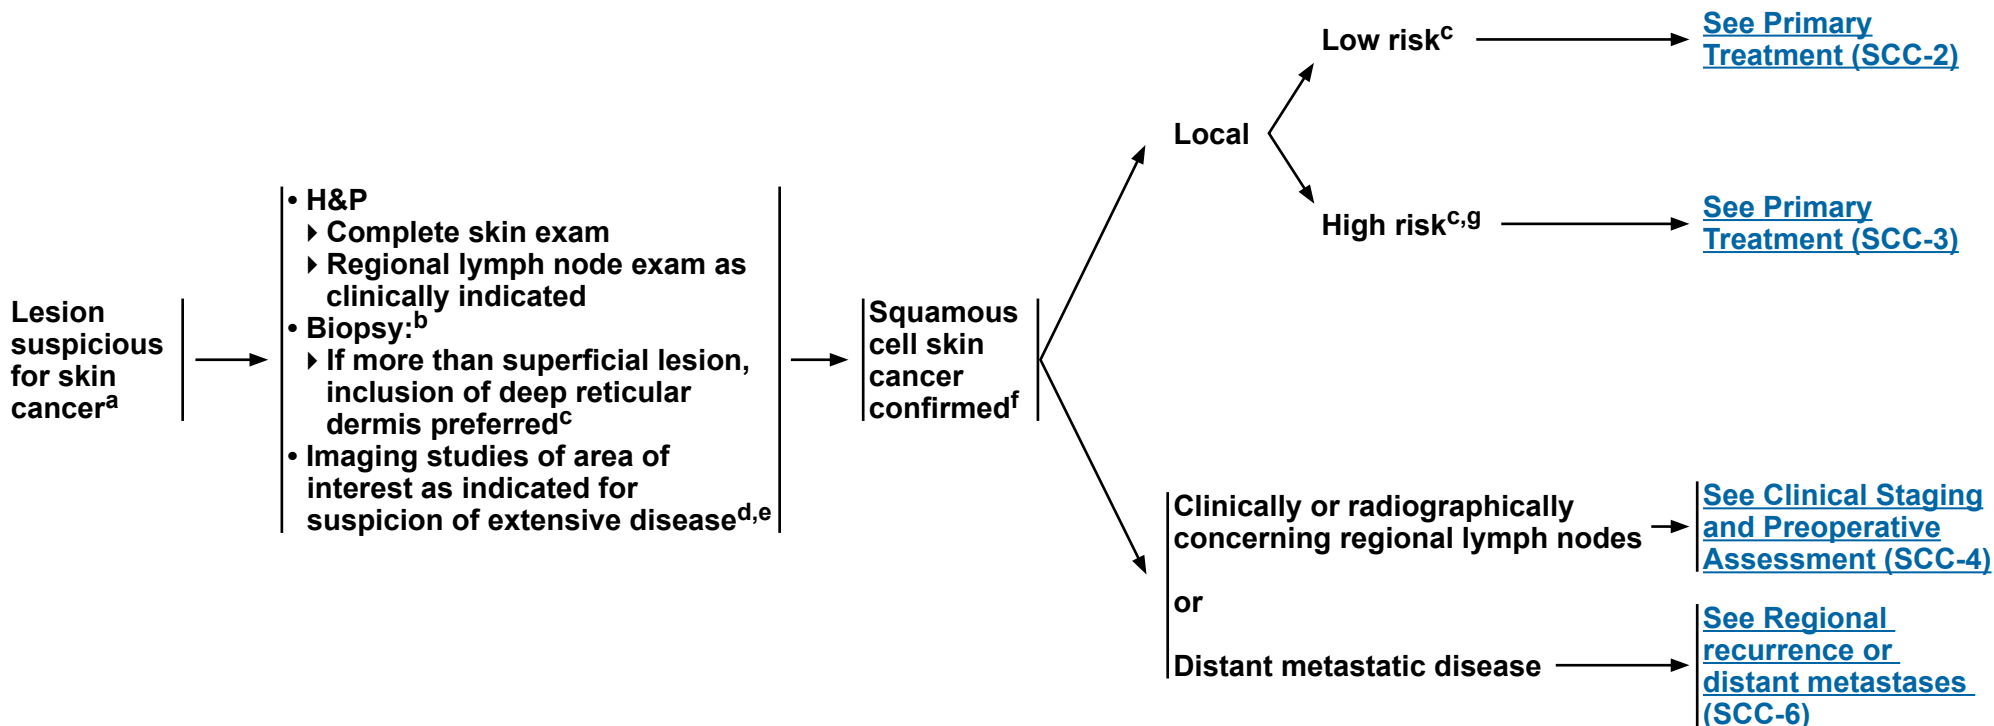 Lesion
suspicious
for skin
cancerᵃ
• H&P
▸ Complete skin exam
▸ Regional lymph node exam as
clinically indicated
• Biopsy:ᵇ
▸ If more than superficial lesion,
inclusion of deep reticular
dermis preferredᶜ
• Imaging studies of area of
interest as indicated for
suspicion of extensive diseaseᵈ,ᵉ
Squamous
cell skin
cancer
confirmedᶠ
Local
Low riskᶜ
See Primary
Treatment (SCC-2)
High riskᶜ,ᵍ
See Primary
Treatment (SCC-3)
Clinically or radiographically
concerning regional lymph nodes
See Clinical Staging
and Preoperative
Assessment (SCC-4)
or
Distant metastatic disease
See Regional
recurrence or
distant metastases
(SCC-6)